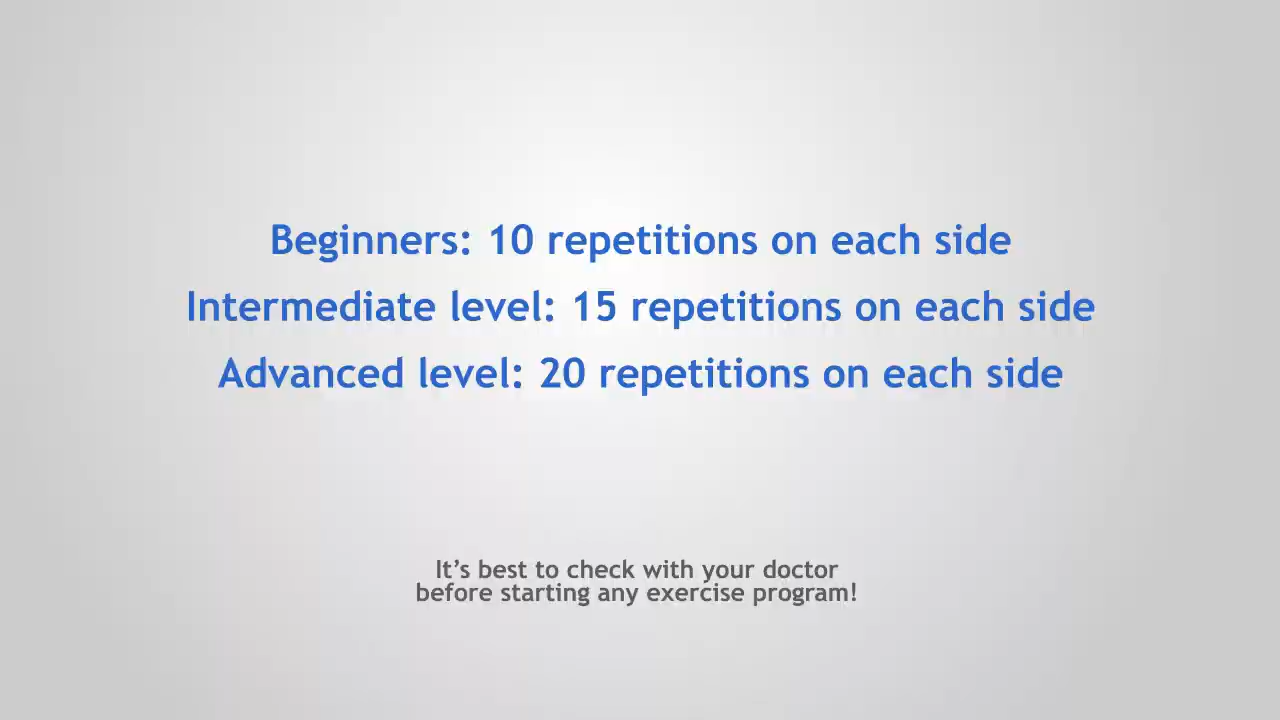 Beginners: 10 repetitions on each side
Intermediate level: 15 repetitions on each side
Advanced level: 20 repetitions on each side
It’s best to check with your doctor
before starting any exercise program!